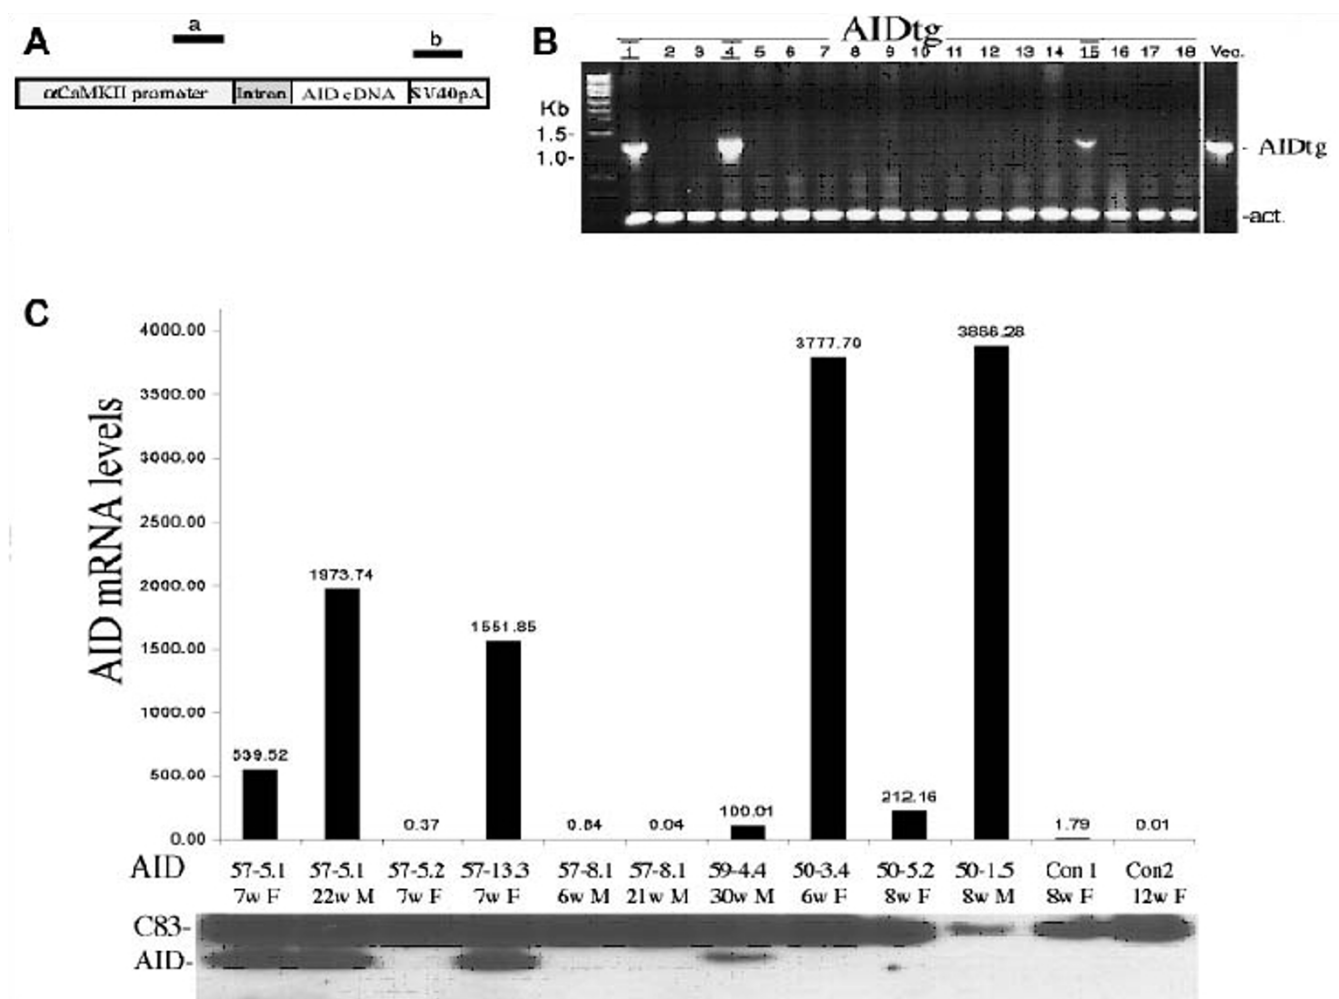 A
a
b
αCaMKII promoter Intron AID cDNA SV40pA
B
AIDtg
1 2 3 4 5 6 7 8 9 10 11 12 13 14 15 16 17 18 Vec.
Kb
1.5-
1.0-
- AIDtg
-act.
C
AID mRNA levels
4000.00
3500.00
3000.00
2500.00
2000.00
1500.00
1000.00
500.00
0.00
539.52
1973.74
0.37
1551.85
0.84
0.04
100.01
3777.70
212.16
3886.28
1.79
0.01
AID 57-5.1 57-5.1 57-5.2 57-13.3 57-8.1 57-8.1 59-4.4 50-3.4 50-5.2 50-1.5 Con 1 Con2
7w F 22w M 7w F 7w F 6w M 21w M 30w M 6w F 8w F 8w M 8w F 12w F
C83-
AID-